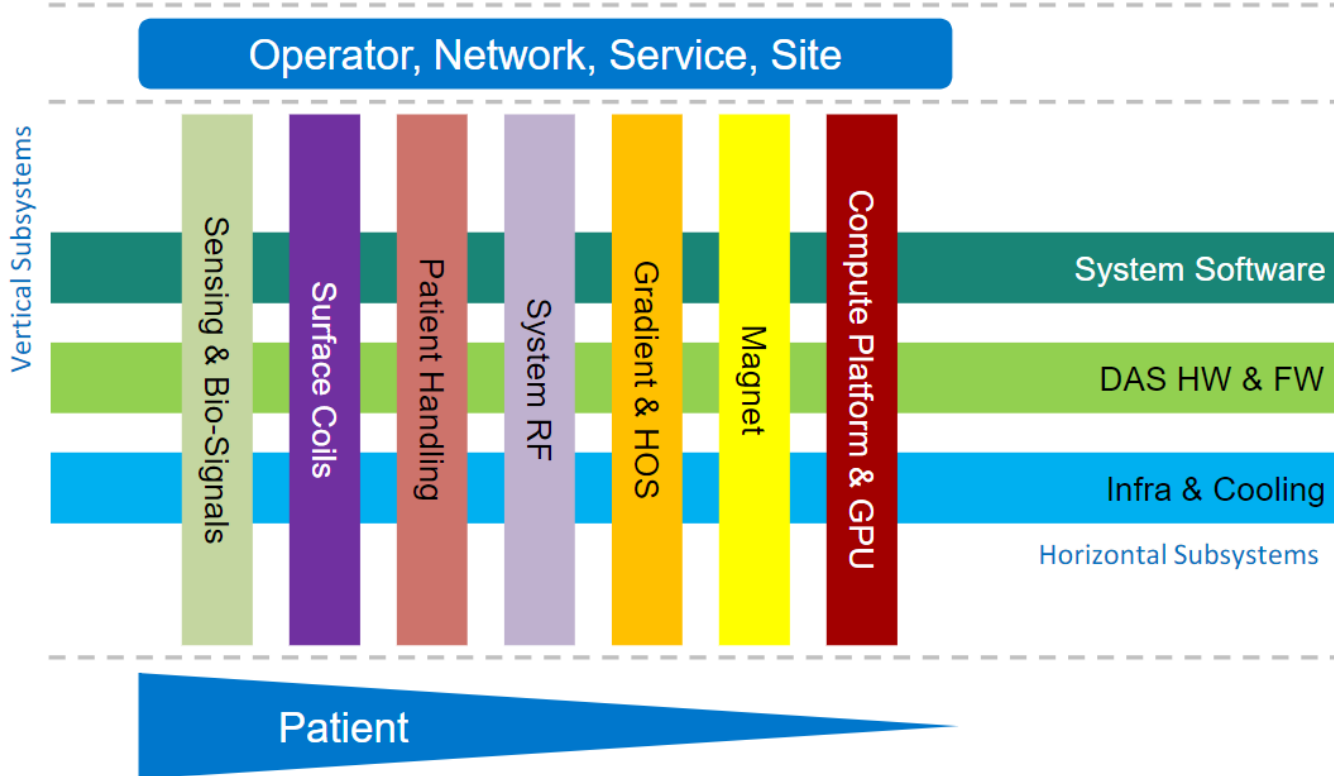 Operator, Network, Service, Site
Vertical Subsystems
Sensing & Bio-Signals
Surface Coils
Patient Handling
System RF
Gradient & HOS
Magnet
Compute Platform & GPU
System Software
DAS HW & FW
Infra & Cooling
Horizontal Subsystems
Patient